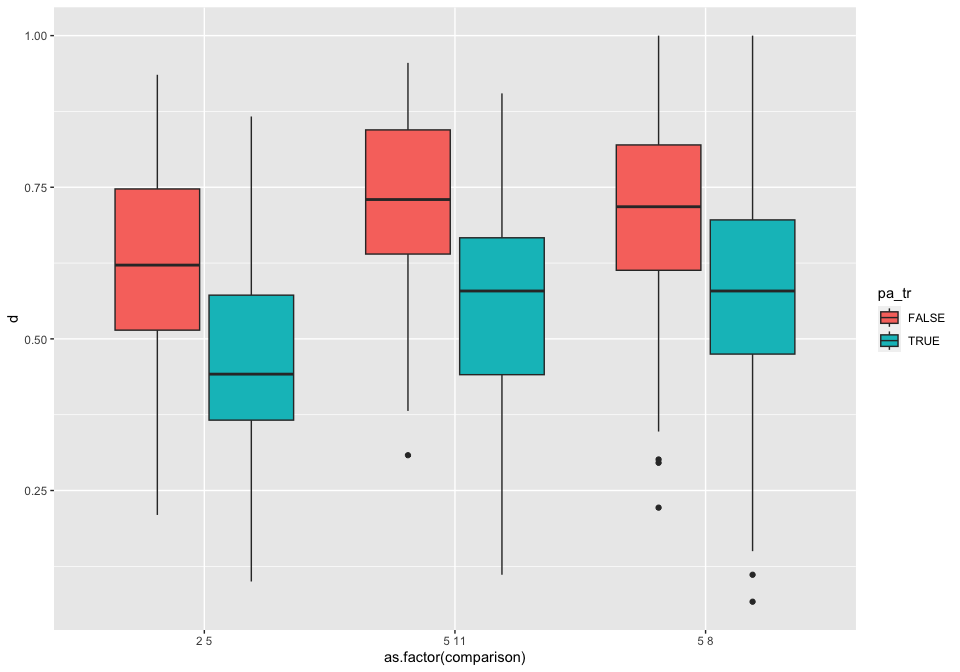 1.00
0.75
0.50
0.25
d
2 5
5 11
5 8
as.factor(comparison)
pa_tr
FALSE
TRUE